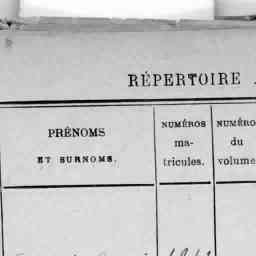 RÉPERTOIRE
PRÉNOMS
ET SURNOMS.
NUMÉROS
ma-
tricules.
NUMÉRO
du
volume